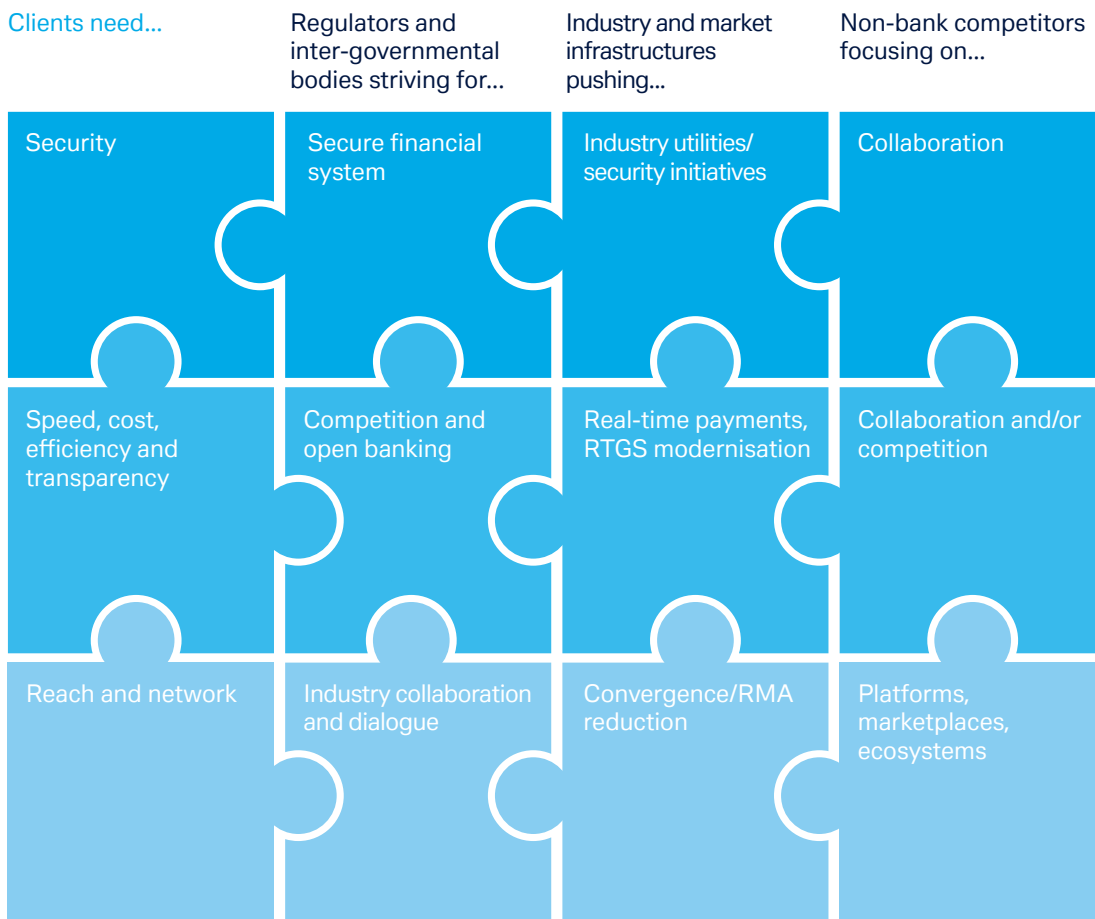 Clients need...
Regulators and
inter-governmental
bodies striving for...
Industry and market
infrastructures
pushing...
Non-bank competitors
focusing on...
Security
Secure financial
system
Industry utilities/
security initiatives
Collaboration
Speed, cost,
efficiency and
transparency
Competition and
open banking
Real-time payments,
RTGS modernisation
Collaboration and/or
competition
Reach and network
Industry collaboration
and dialogue
Convergence/RMA
reduction
Platforms,
marketplaces,
ecosystems